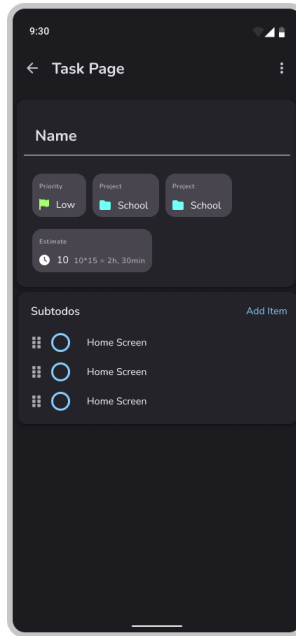 9:30
Task Page
Name
Priority Project Project
Low School School
Estimate
10 10*15 = 2h, 30min
Subtodos Add Item
Home Screen
Home Screen
Home Screen